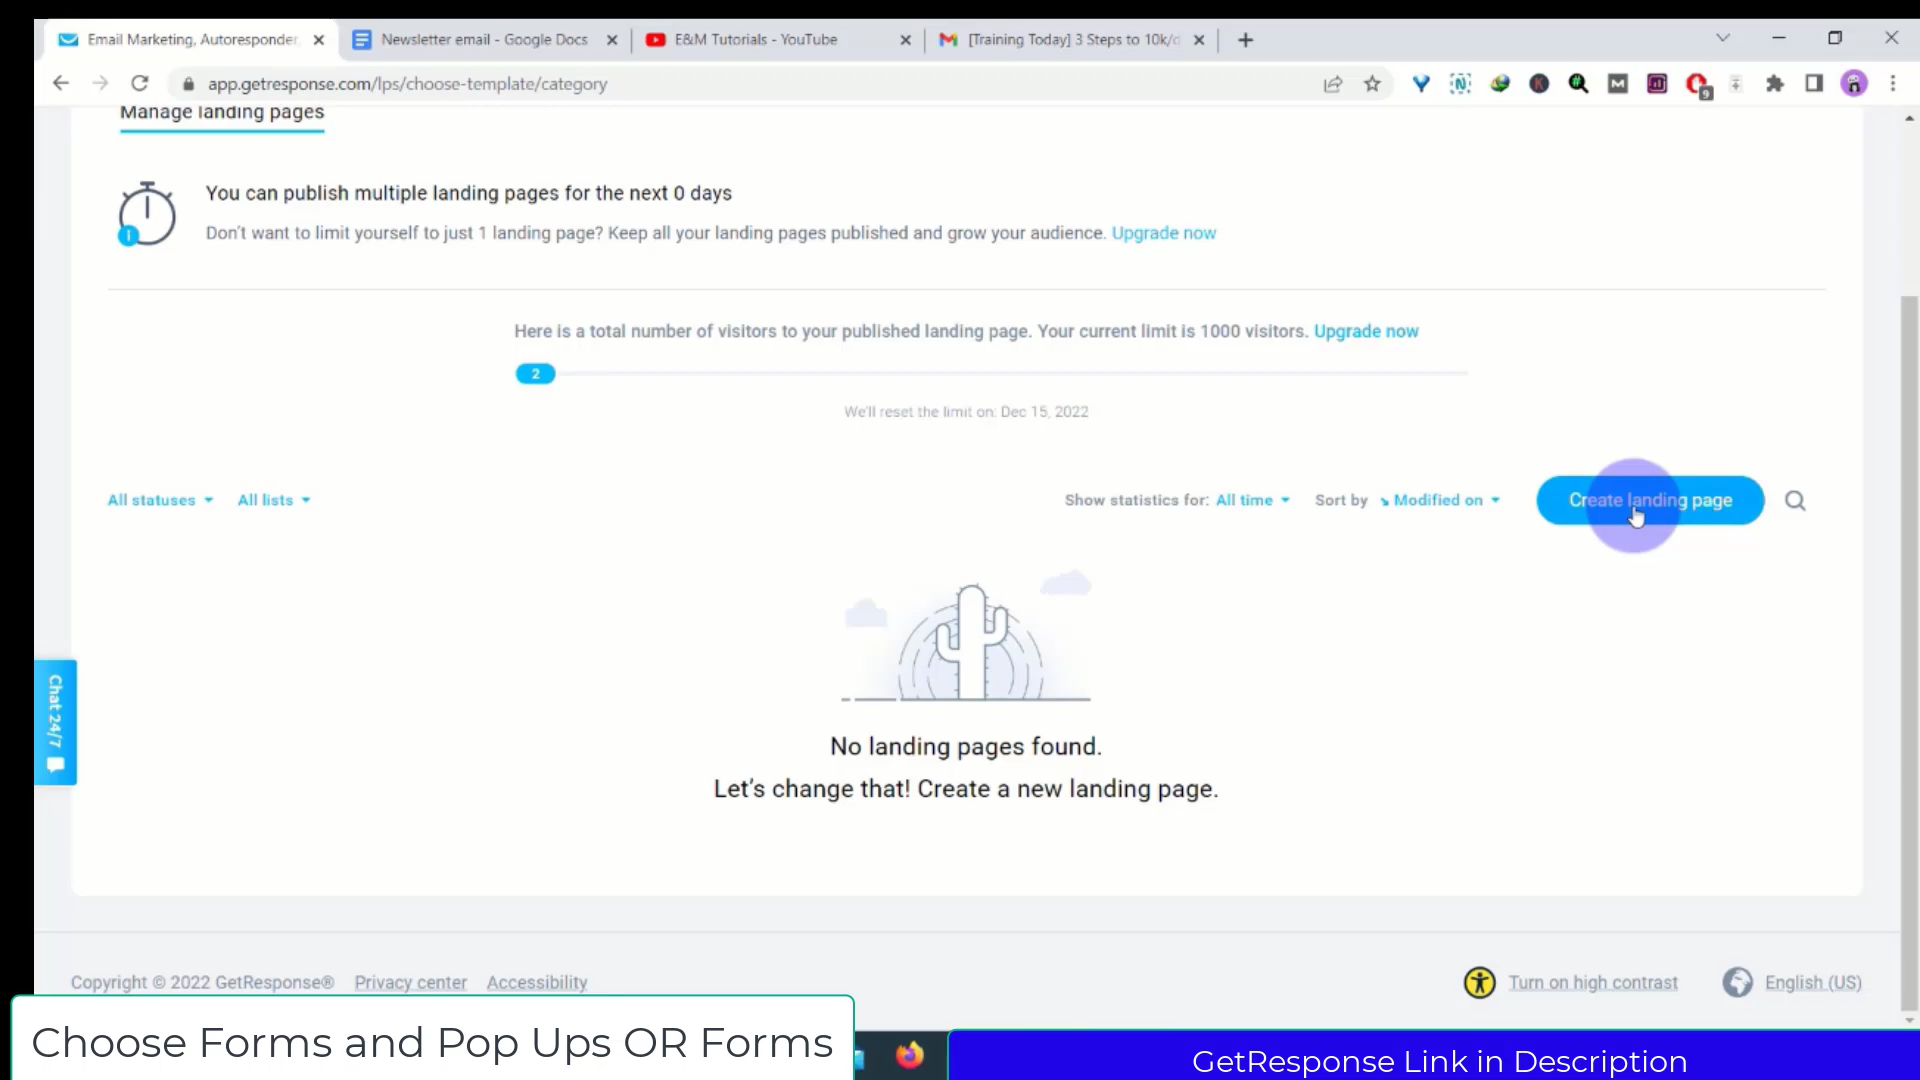 Email Marketing, Autoresponder,
Newsletter email - Google Docs
E&M Tutorials - YouTube
[Training Today] 3 Steps to 10k/d
app.getresponse.com/lps/choose-template/category
9
Manage landing pages
You can publish multiple landing pages for the next 0 days
Don't want to limit yourself to just 1 landing page? Keep all your landing pages published and grow your audience. Upgrade now
Here is a total number of visitors to your published landing page. Your current limit is 1000 visitors. Upgrade now
2
We'll reset the limit on: Dec 15, 2022
All statuses
All lists
Show statistics for: All time
Sort by Modified on
Create landing page
Chat 24/7
No landing pages found.
Let's change that! Create a new landing page.
Copyright © 2022 GetResponse®
Privacy center
Accessibility
Turn on high contrast
English (US)
Choose Forms and Pop Ups OR Forms
GetResponse Link in Description